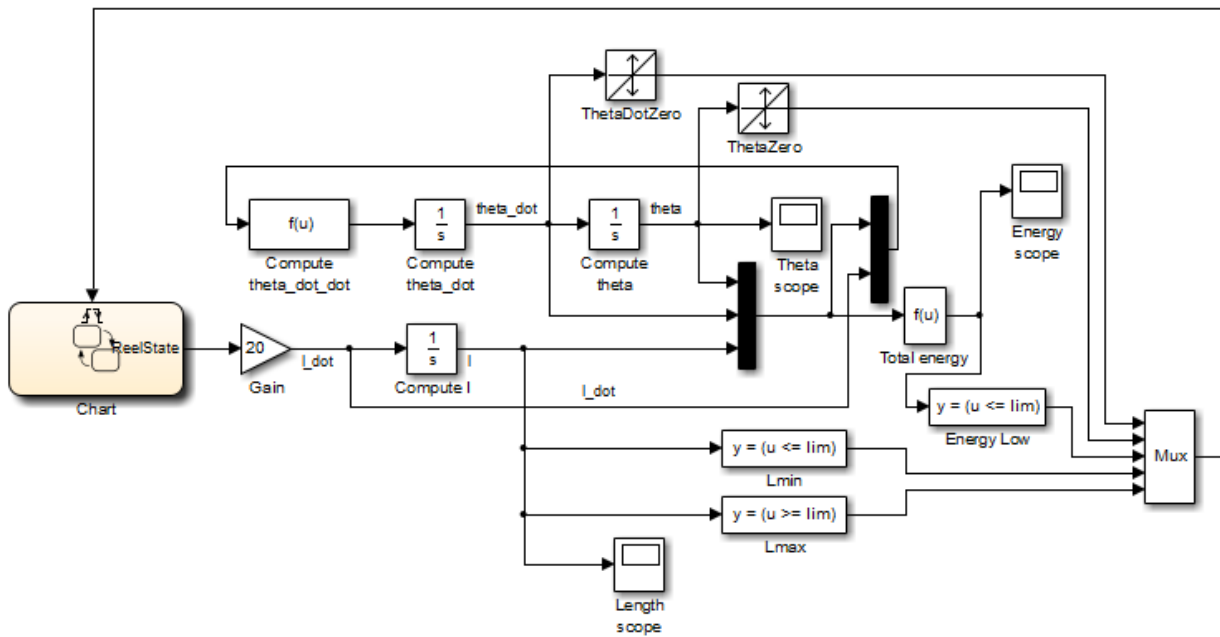 ThetaDotZero
ThetaZero
f(u)
Compute
theta_dot_dot
1
s
Compute
theta_dot
theta_dot
1
s
Compute
theta
theta
Theta
scope
Energy
scope
f(u)
Total energy
ReelState
Chart
20
Gain
l_dot
1
s
Compute l
l
l_dot
y = (u <= lim)
Energy Low
y = (u <= lim)
Lmin
y = (u >= lim)
Lmax
Mux
Length
scope